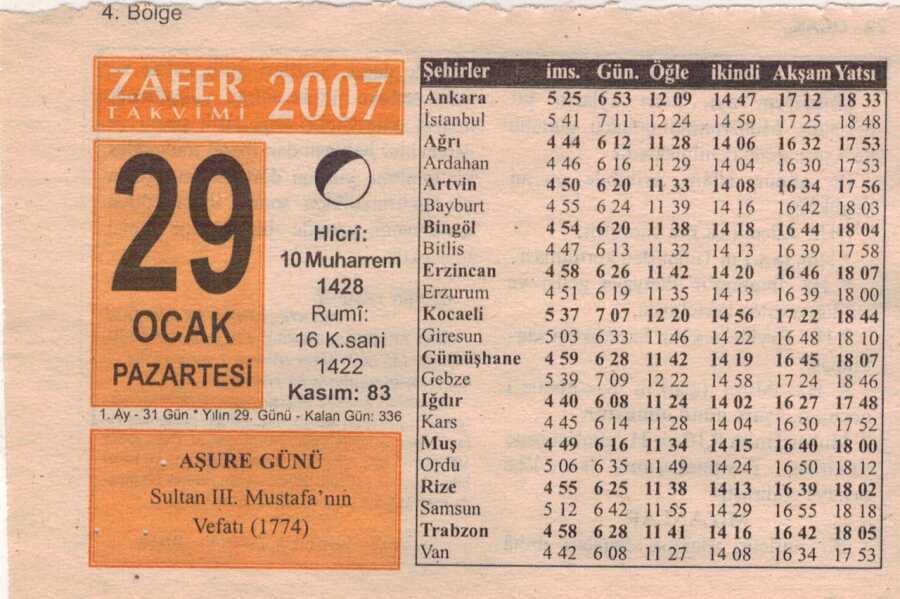 4. Bölge
ZAFER
TAKVİMİ
2007
29
OCAK
PAZARTESİ
Hicrî:
10 Muharrem
1428
Rumî:
16 K.sani
1422
Kasım: 83
1. Ay - 31 Gün * Yılın 29. Günü - Kalan Gün: 336
AŞURE GÜNÜ
Sultan III. Mustafa'nın
Vefatı (1774)
Şehirler ims. Gün. Öğle ikindi Akşam Yatsı
Ankara 5 25 6 53 12 09 14 47 17 12 18 33
İstanbul 5 41 7 11 12 24 14 59 17 25 18 48
Ağrı 4 44 6 12 11 28 14 06 16 32 17 53
Ardahan 4 46 6 16 11 29 14 04 16 30 17 53
Artvin 4 50 6 20 11 33 14 08 16 34 17 56
Bayburt 4 55 6 24 11 39 14 16 16 42 18 03
Bingöl 4 54 6 20 11 38 14 18 16 44 18 04
Bitlis 4 47 6 13 11 32 14 13 16 39 17 58
Erzincan 4 58 6 26 11 42 14 20 16 46 18 07
Erzurum 4 51 6 19 11 35 14 13 16 39 18 00
Kocaeli 5 37 7 07 12 20 14 56 17 22 18 44
Giresun 5 03 6 33 11 46 14 22 16 48 18 10
Gümüşhane 4 59 6 28 11 42 14 19 16 45 18 07
Gebze 5 39 7 09 12 22 14 58 17 24 18 46
Iğdır 4 40 6 08 11 24 14 02 16 27 17 48
Kars 4 45 6 14 11 28 14 04 16 30 17 52
Muş 4 49 6 16 11 34 14 15 16 40 18 00
Ordu 5 06 6 35 11 49 14 24 16 50 18 12
Rize 4 55 6 25 11 38 14 13 16 39 18 02
Samsun 5 12 6 42 11 55 14 29 16 55 18 18
Trabzon 4 58 6 28 11 41 14 16 16 42 18 05
Van 4 42 6 08 11 27 14 08 16 34 17 53